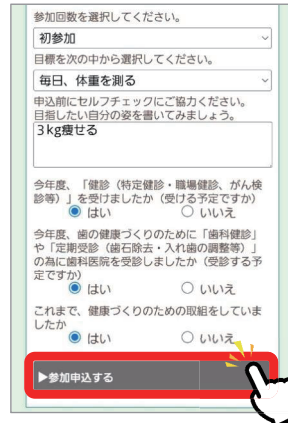 参加回数を選択してください。
初参加
目標を次の中から選択してください。
毎日、体重を測る
申込前にセルフチェックにご協力ください。
目指したい自分の姿を書いてみましょう。
3kg痩せる
今年度、「健診（特定健診・職場健診、がん検
診等）」を受けましたか（受ける予定ですか）
はい いいえ
今年度、歯の健康づくりのために「歯科健診」
や「定期受診（歯石除去・入れ歯の調整等）」
の為に歯科医院を受診しましたか（受診する予
定ですか）
はい いいえ
これまで、健康づくりのための取組をしていま
したか
はい いいえ
▶参加申込する